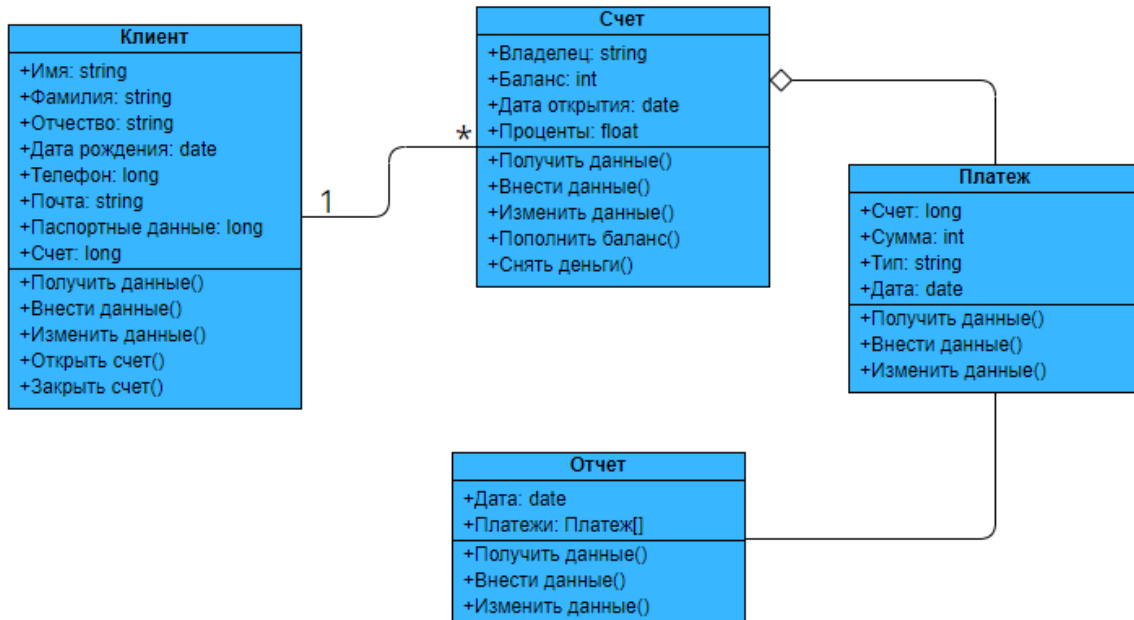 Клиент
+Имя: string
+Фамилия: string
+Отчество: string
+Дата рождения: date
+Телефон: long
+Почта: string
+Паспортные данные: long
+Счет: long
+Получить данные()
+Внести данные()
+Изменить данные()
+Открыть счет()
+Закрыть счет()
1
*
Счет
+Владелец: string
+Баланс: int
+Дата открытия: date
+Проценты: float
+Получить данные()
+Внести данные()
+Изменить данные()
+Пополнить баланс()
+Снять деньги()
Платеж
+Счет: long
+Сумма: int
+Тип: string
+Дата: date
+Получить данные()
+Внести данные()
+Изменить данные()
Отчет
+Дата: date
+Платежи: Платеж[]
+Получить данные()
+Внести данные()
+Изменить данные()